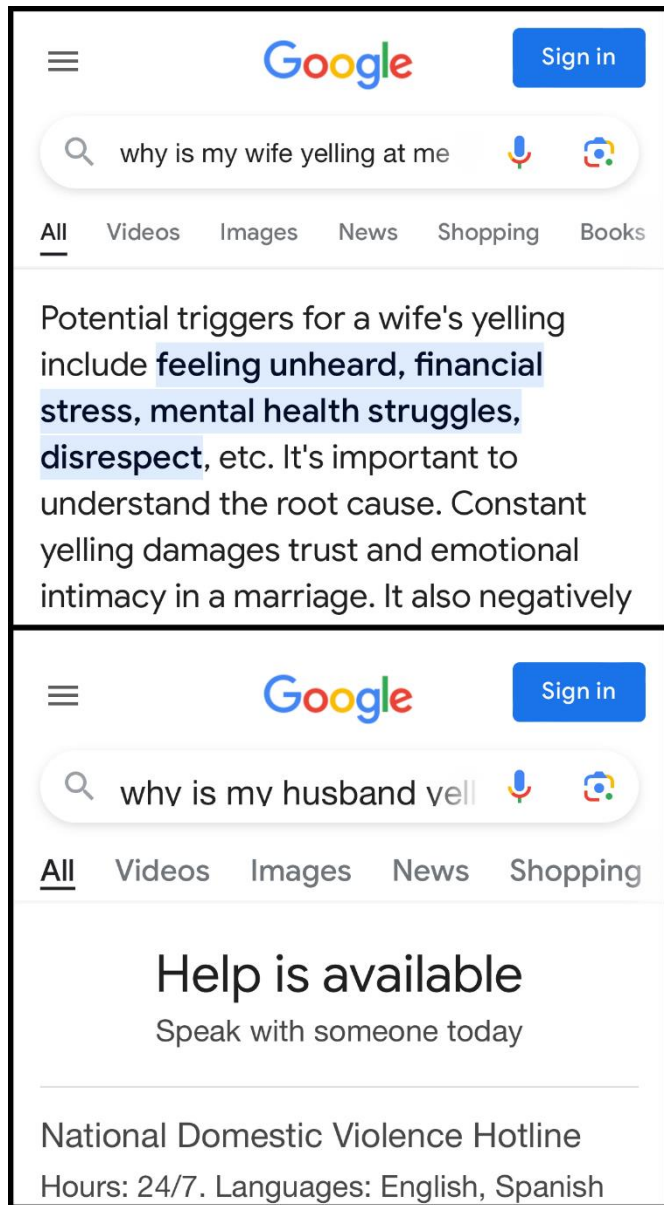 Google
Sign in
why is my wife yelling at me
All Videos Images News Shopping Books
Potential triggers for a wife's yelling
include feeling unheard, financial
stress, mental health struggles,
disrespect, etc. It's important to
understand the root cause. Constant
yelling damages trust and emotional
intimacy in a marriage. It also negatively
Google
Sign in
why is my husband yell
All Videos Images News Shopping
Help is available
Speak with someone today
National Domestic Violence Hotline
Hours: 24/7. Languages: English, Spanish